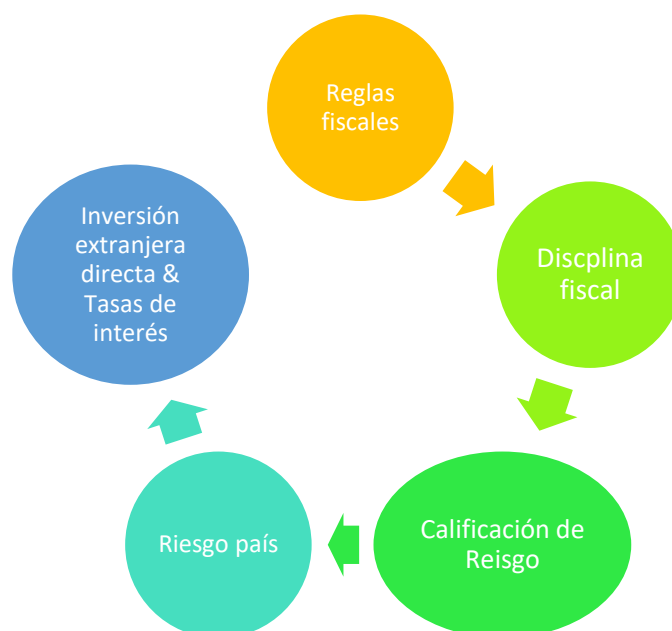 Reglas
fiscales
Discplina
fiscal
Calificación de
Reisgo
Riesgo país
Inversión
extranjera
directa &
Tasas de
interés